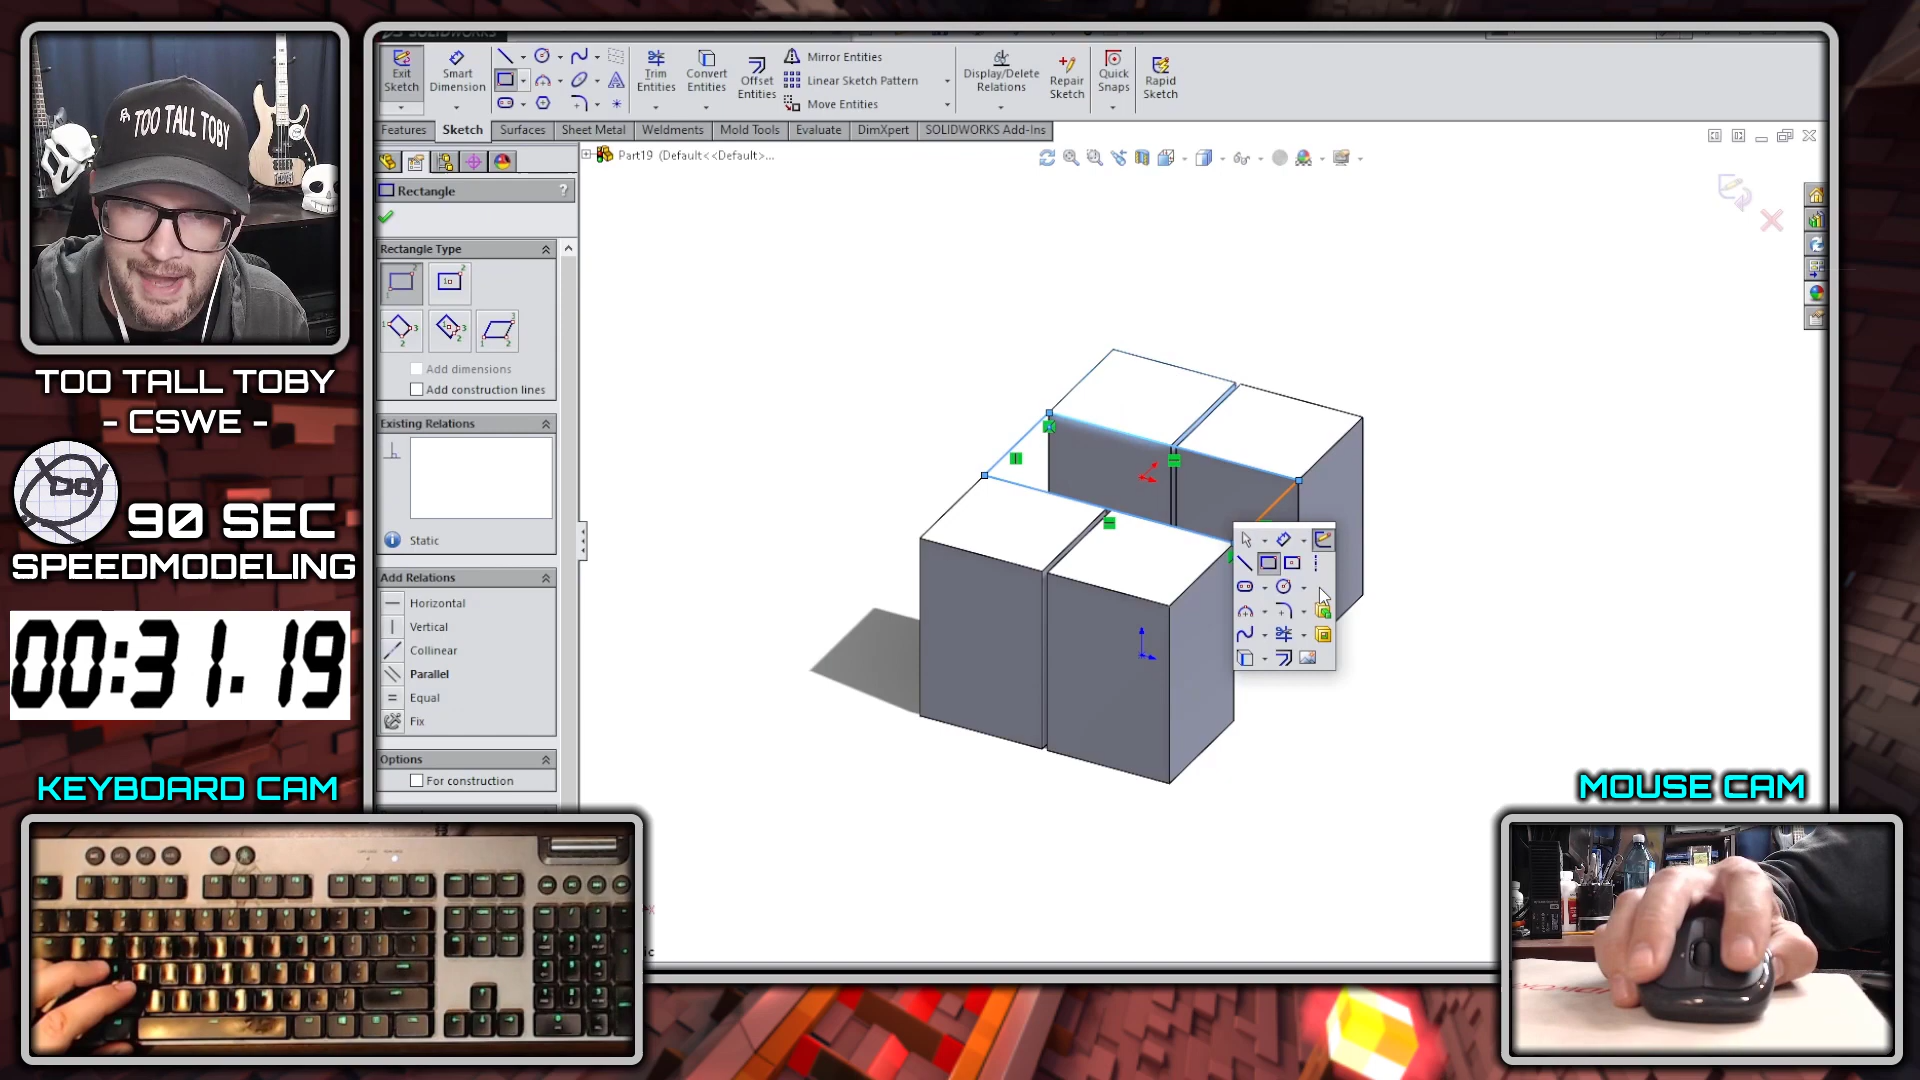 SOLIDWORKS
Exit
Sketch
Smart
Dimension
Trim
Entities
Convert
Entities
Offset
Entities
Mirror Entities
Linear Sketch Pattern
Move Entities
Display/Delete
Relations
Repair
Sketch
Quick
Snaps
Rapid
Sketch
Features
Sketch
Surfaces
Sheet Metal
Weldments
Mold Tools
Evaluate
DimXpert
SOLIDWORKS Add-Ins
Part19 (Default<<Default>...
Rectangle
?
Rectangle Type
Add dimensions
Add construction lines
Existing Relations
Static
Add Relations
Horizontal
Vertical
Collinear
Parallel
Equal
Fix
Options
For construction
TOO TALL TOBY
TOO TALL TOBY
- CSWE -
90 SEC
SPEEDMODELING
00:31.19
KEYBOARD CAM
MOUSE CAM